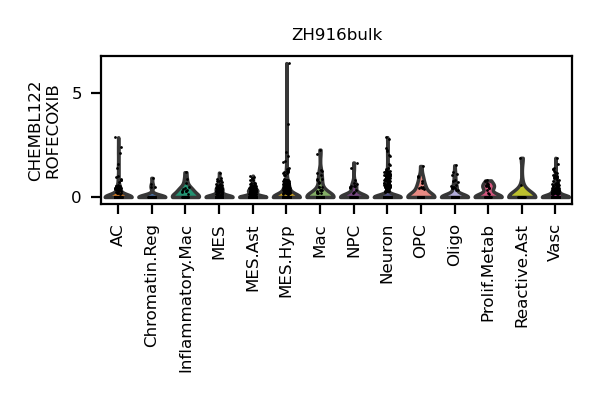 ZH916bulk
CHEMBL122
ROFECOXIB
5
0
AC
Chromatin.Reg
Inflammatory.Mac
MES
MES.Ast
MES.Hyp
Mac
NPC
Neuron
OPC
Oligo
Prolif.Metab
Reactive.Ast
Vasc